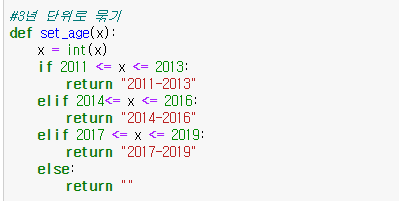 #3년 단위로 묶기
def set_age(x):
    x = int(x)
    if 2011 <= x <= 2013:
        return "2011-2013"
    elif 2014<= x <= 2016:
        return "2014-2016"
    elif 2017 <= x <= 2019:
        return "2017-2019"
    else:
        return ""